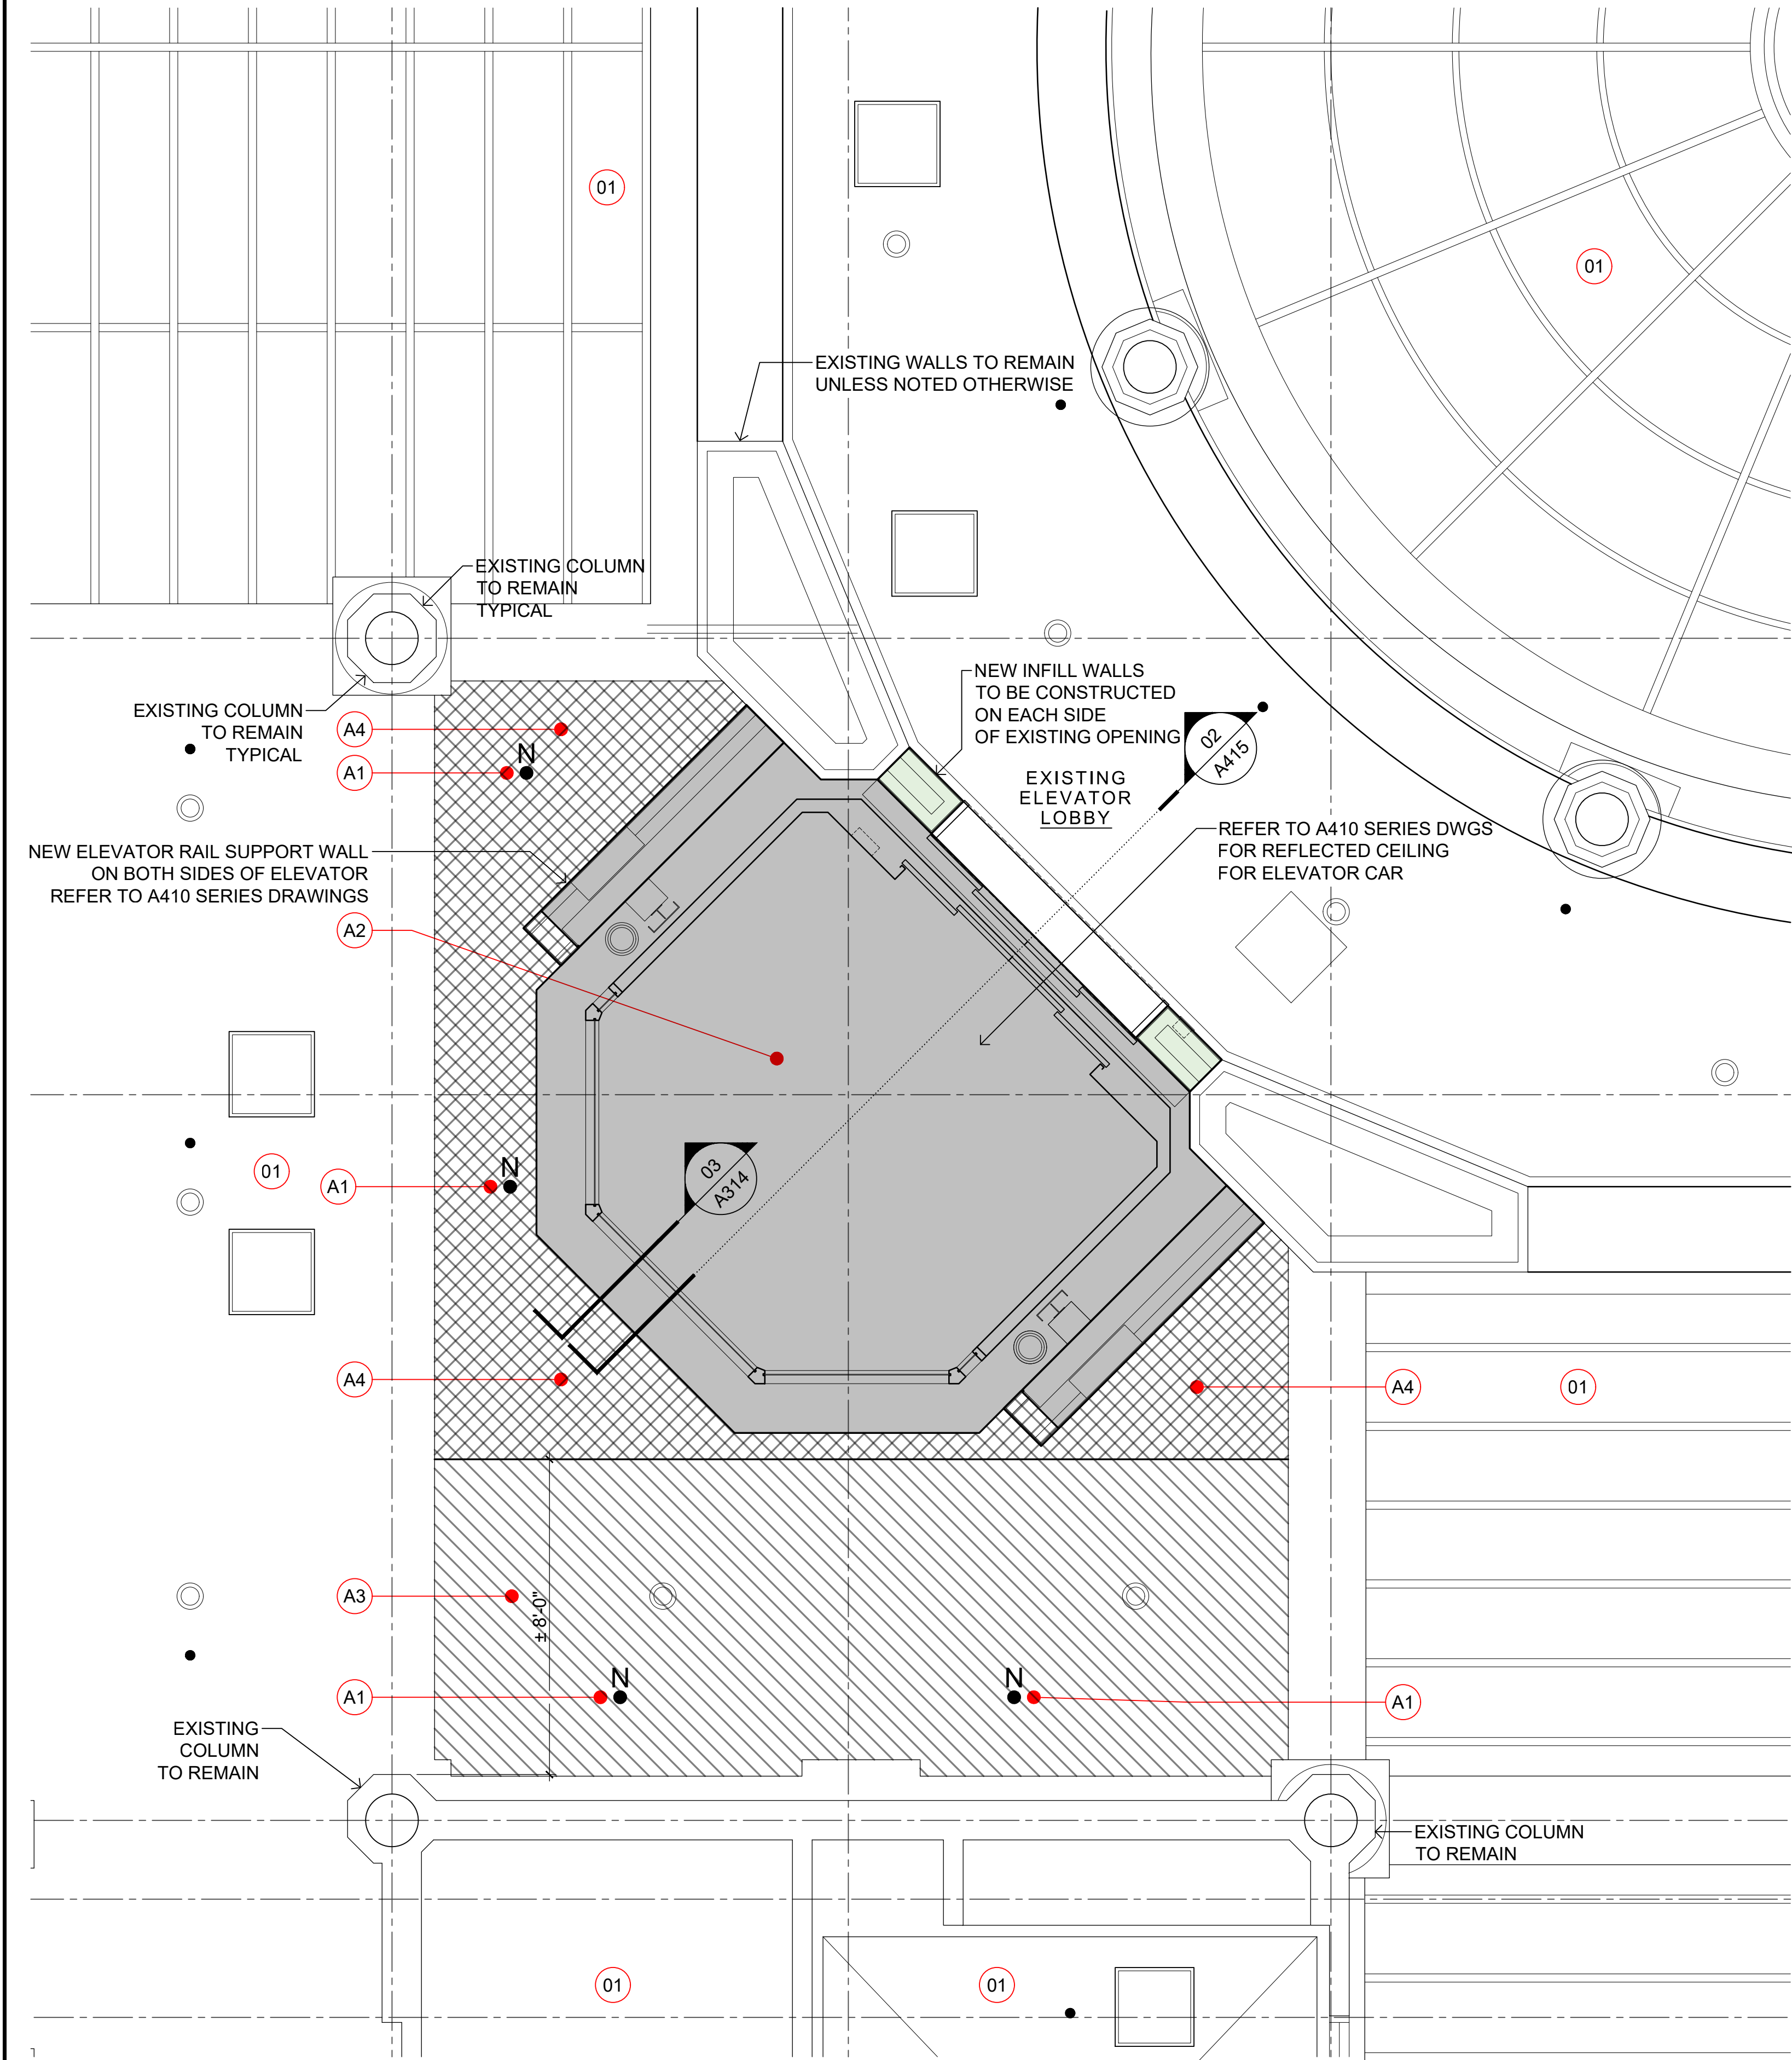 01
01
EXISTING WALLS TO REMAIN
UNLESS NOTED OTHERWISE
EXISTING COLUMN
TO REMAIN
TYPICAL
EXISTING COLUMN
TO REMAIN
TYPICAL
A4
A1
N
NEW INFILL WALLS
TO BE CONSTRUCTED
ON EACH SIDE
OF EXISTING OPENING
02
A415
EXISTING
ELEVATOR
LOBBY
REFER TO A410 SERIES DWGS
FOR REFLECTED CEILING
FOR ELEVATOR CAR
NEW ELEVATOR RAIL SUPPORT WALL
ON BOTH SIDES OF ELEVATOR
REFER TO A410 SERIES DRAWINGS
A2
01
A1
N
03
A314
A4
A4
01
A3
± 8'-0"
A1
N
N
A1
EXISTING
COLUMN
TO REMAIN
EXISTING COLUMN
TO REMAIN
01
01